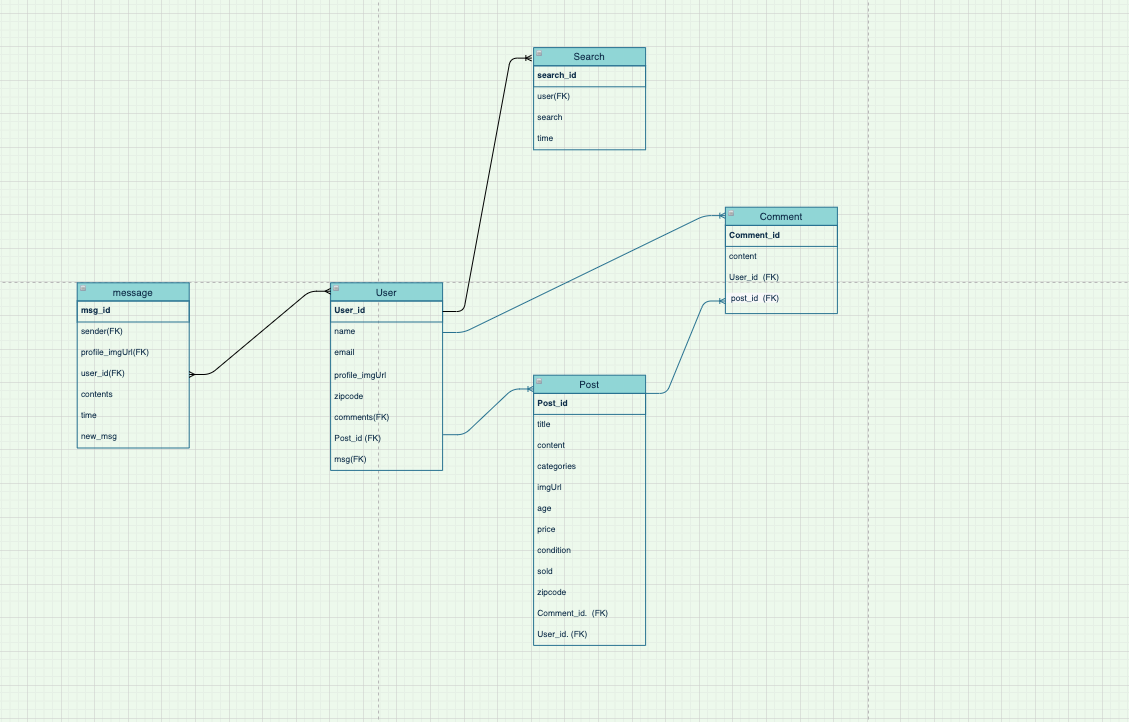 Search
search_id
user(FK)
search
time
Comment
Comment_id
content
User_id (FK)
post_id (FK)
message
msg_id
sender(FK)
profile_imgUrl(FK)
user_id(FK)
contents
time
new_msg
User
User_id
name
email
profile_imgUrl
zipcode
comments(FK)
Post_id (FK)
msg(FK)
Post
Post_id
title
content
categories
imgUrl
age
price
condition
sold
zipcode
Comment_id. (FK)
User_id. (FK)